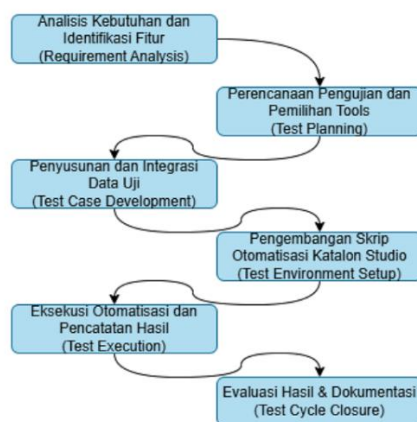 Analisis Kebutuhan dan
Identifikasi Fitur
(Requirement Analysis)
Perencanaan Pengujian dan
Pemilihan Tools
(Test Planning)
Penyusunan dan Integrasi
Data Uji
(Test Case Development)
Pengembangan Skrip
Otomatisasi Katalon Studio
(Test Environment Setup)
Eksekusi Otomatisasi dan
Pencatatan Hasil
(Test Execution)
Evaluasi Hasil & Dokumentasi
(Test Cycle Closure)